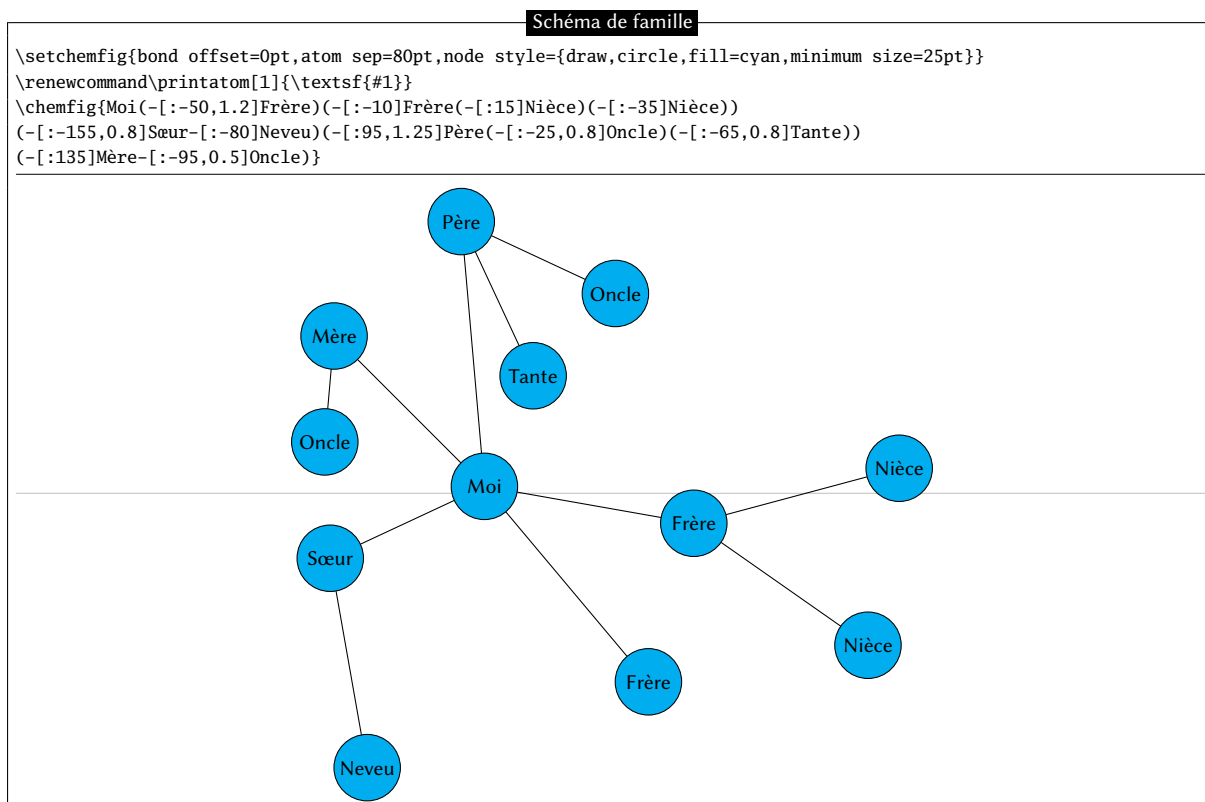 Schéma de famille
\setchemfig{bond offset=0pt,atom sep=80pt,node style={draw,circle,fill=cyan,minimum size=25pt}}
\renewcommand\printatom[1]{\textsf{#1}}
\chemfig{Moi(-[:-50,1.2]Frère)(-[:-10]Frère(-[:15]Nièce)(-[:-35]Nièce))
(-[:-155,0.8]Sœur-[:-80]Neveu)(-[:95,1.25]Père(-[:-25,0.8]Oncle)(-[:-65,0.8]Tante))
(-[:135]Mère-[:-95,0.5]Oncle)}
Père
Oncle
Mère
Tante
Oncle
Nièce
Moi
Frère
Sœur
Nièce
Frère
Neveu